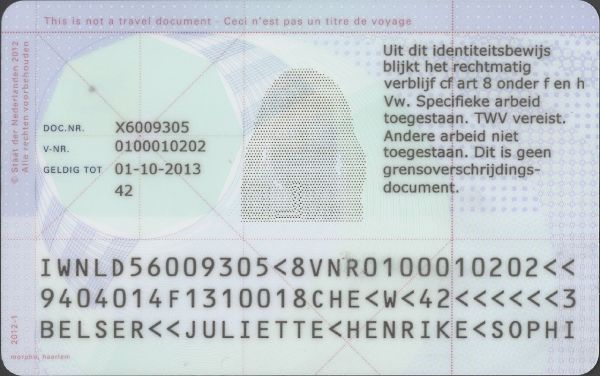 This is not a travel document - Ceci n'est pas un titre de voyage
© Staat der Nederlanden 2012
Alle rechten voorbehouden
DOC.NR. X6009305
V-NR. 0100010202
GELDIG TOT 01-10-2013
42
Uit dit identiteitsbewijs
blijkt het rechtmatig
verblijf cf art 8 onder f en h
Vw. Specifieke arbeid
toegestaan. TWV vereist.
Andere arbeid niet
toegestaan. Dit is geen
grensoverschrijdings-
document.
IWNLD56009305<8VNR0100010202<<
9404014F1310018CHE<W<42<<<<<<3
BELSER<<JULIETTE<HENRIKE<SOPHI
2012-1
morpho, haarlem